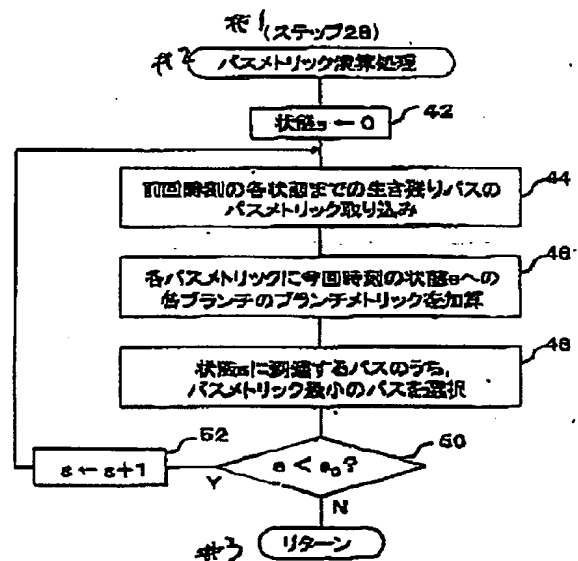 #1
(ステップ28)
#2
パスメトリック演算処理
状態s ← 0
42
前回時刻の各状態までの生き残りパスの
パスメトリック取り込み
44
各パスメトリックに今回時刻の状態sへの
各ブランチのブランチメトリックを加算
46
状態sに到達するパスのうち,
パスメトリック最小のパスを選択
48
52
s ← s+1
Y
s < s₀?
50
N
#3
リターン